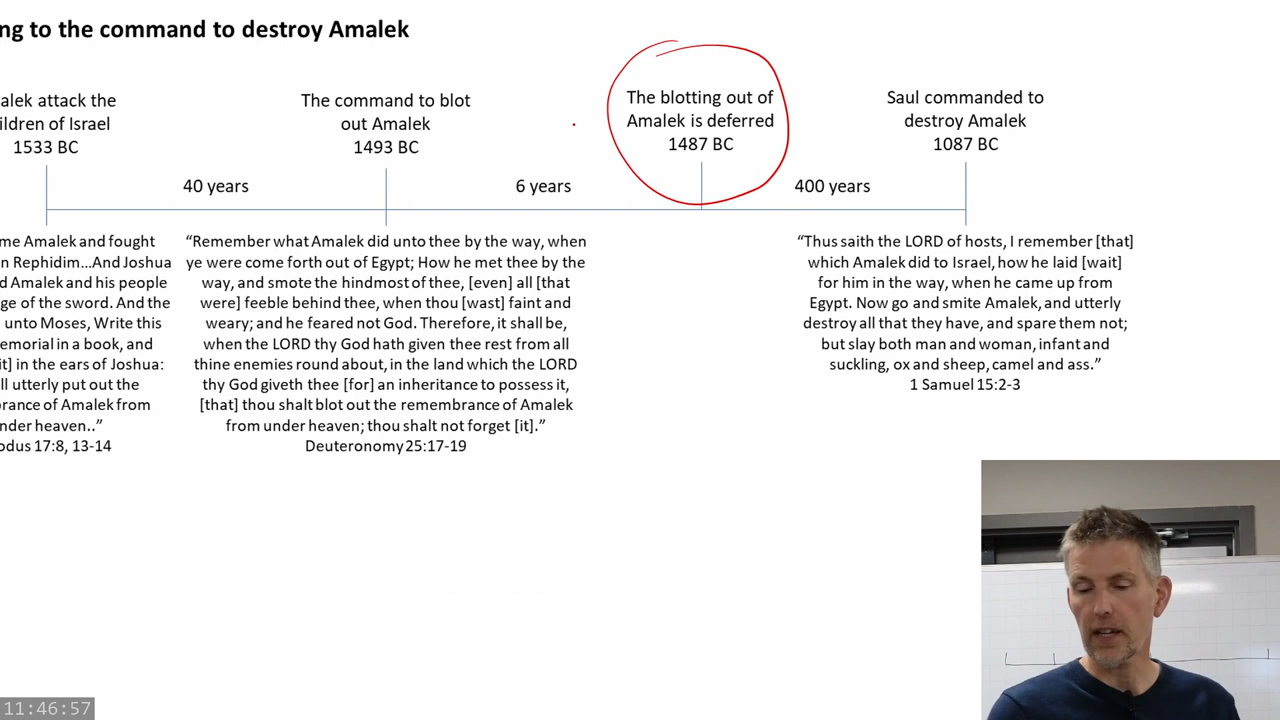 ng to the command to destroy Amalek
alek attack the
ildren of Israel
1533 BC
The command to blot
out Amalek
1493 BC
The blotting out of
Amalek is deferred
1487 BC
Saul commanded to
destroy Amalek
1087 BC
40 years
6 years
400 years
me Amalek and fought
n Rephidim…And Joshua
d Amalek and his people
ge of the sword. And the
unto Moses, Write this
emorial in a book, and
it] in the ears of Joshua:
ll utterly put out the
brance of Amalek from
nder heaven..”
odus 17:8, 13-14
“Remember what Amalek did unto thee by the way, when
ye were come forth out of Egypt; How he met thee by the
way, and smote the hindmost of thee, [even] all [that
were] feeble behind thee, when thou [wast] faint and
weary; and he feared not God. Therefore, it shall be,
when the LORD thy God hath given thee rest from all
thine enemies round about, in the land which the LORD
thy God giveth thee [for] an inheritance to possess it,
[that] thou shalt blot out the remembrance of Amalek
from under heaven; thou shalt not forget [it].”
Deuteronomy 25:17-19
“Thus saith the LORD of hosts, I remember [that]
which Amalek did to Israel, how he laid [wait]
for him in the way, when he came up from
Egypt. Now go and smite Amalek, and utterly
destroy all that they have, and spare them not;
but slay both man and woman, infant and
suckling, ox and sheep, camel and ass.”
1 Samuel 15:2-3
11:46:57